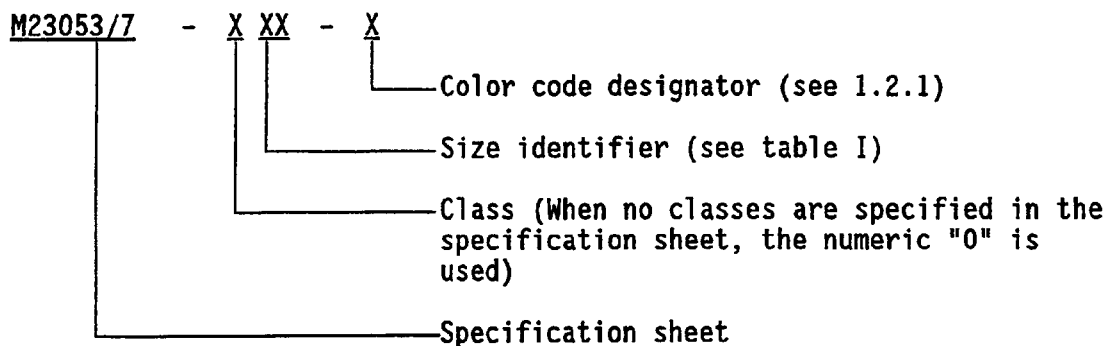 M23053/7 - X XX - X
Color code designator (see 1.2.1)
Size identifier (see table I)
Class (When no classes are specified in the
specification sheet, the numeric "0" is
used)
Specification sheet